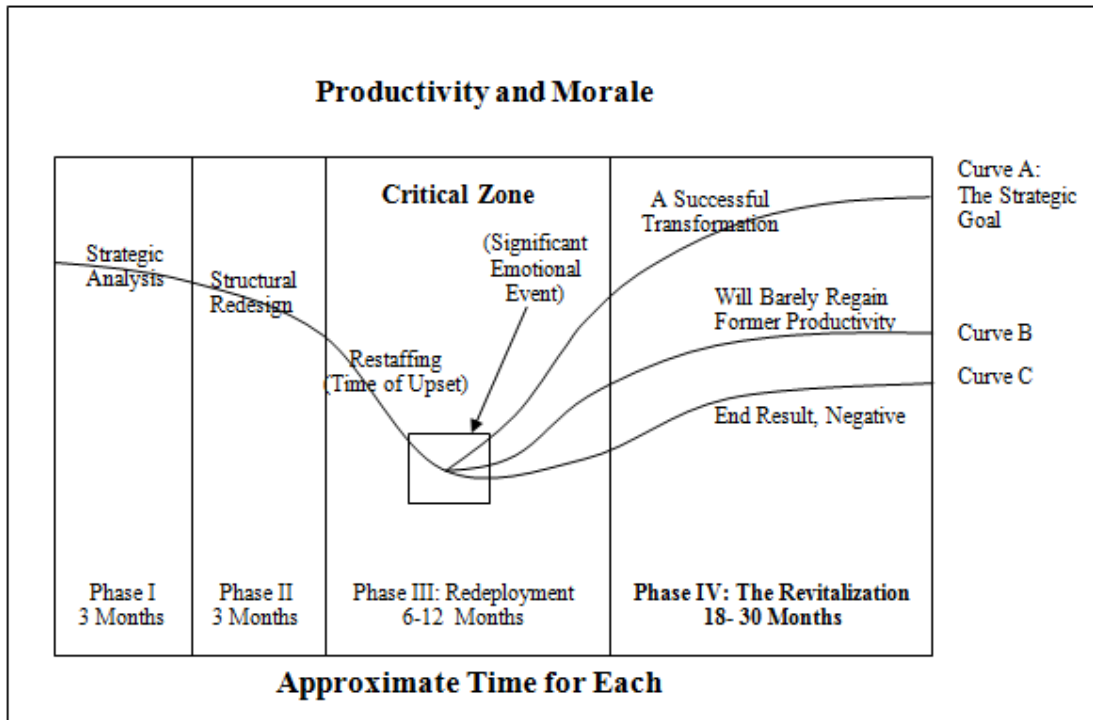 Productivity and Morale
Critical Zone
Strategic
Analysis
Structural
Redesign
Restaffing
(Time of Upset)
(Significant
Emotional
Event)
A Successful
Transformation
Will Barely Regain
Former Productivity
End Result, Negative
Curve A:
The Strategic
Goal
Curve B
Curve C
Phase I
3 Months
Phase II
3 Months
Phase III: Redeployment
6-12 Months
Phase IV: The Revitalization
18- 30 Months
Approximate Time for Each